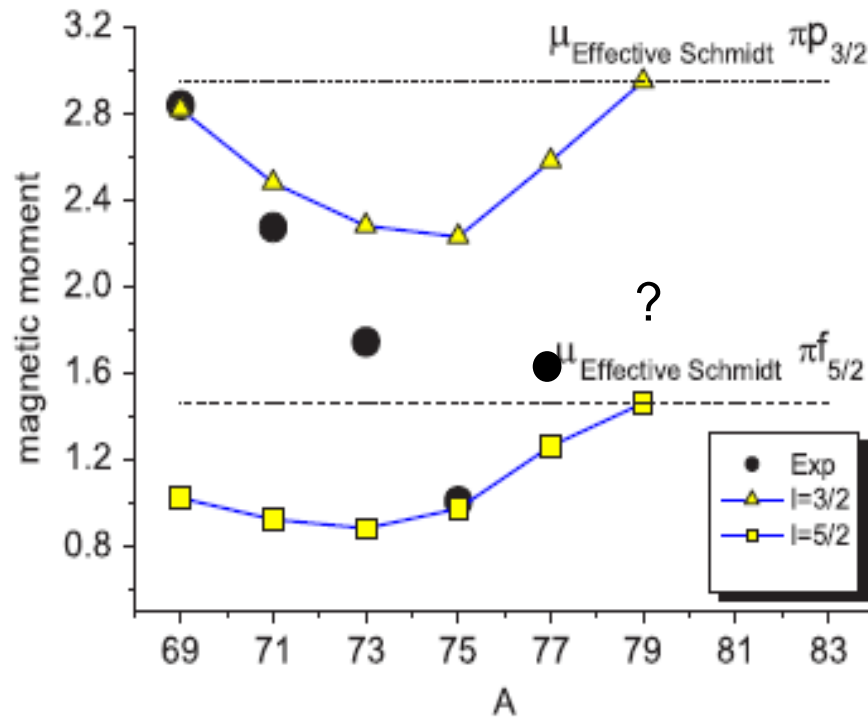 μEffective Schmidt πp3/2
3.2
2.8
2.4
2.0
1.6
1.2
0.8
magnetic moment
?
μEffective Schmidt πf5/2
Exp
I=3/2
I=5/2
69 71 73 75 77 79 81 83
A